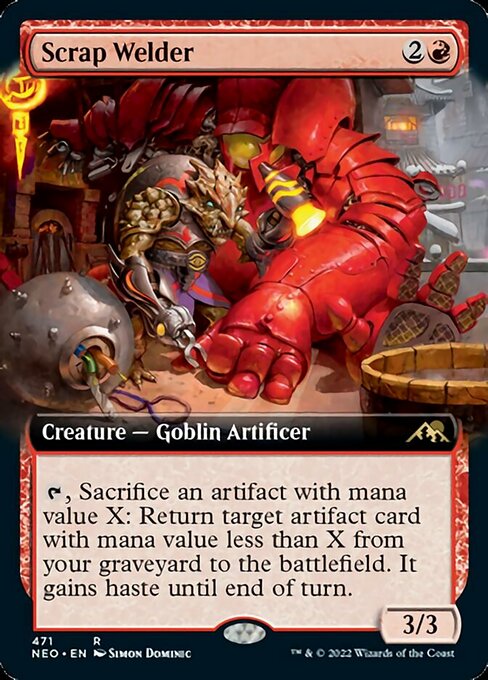 Scrap Welder 2
Creature — Goblin Artificer
, Sacrifice an artifact with mana
value X: Return target artifact card
with mana value less than X from
your graveyard to the battlefield. It
gains haste until end of turn.
3/3
471 R
NEO • EN Simon Dominic ™ & © 2022 Wizards of the Coast